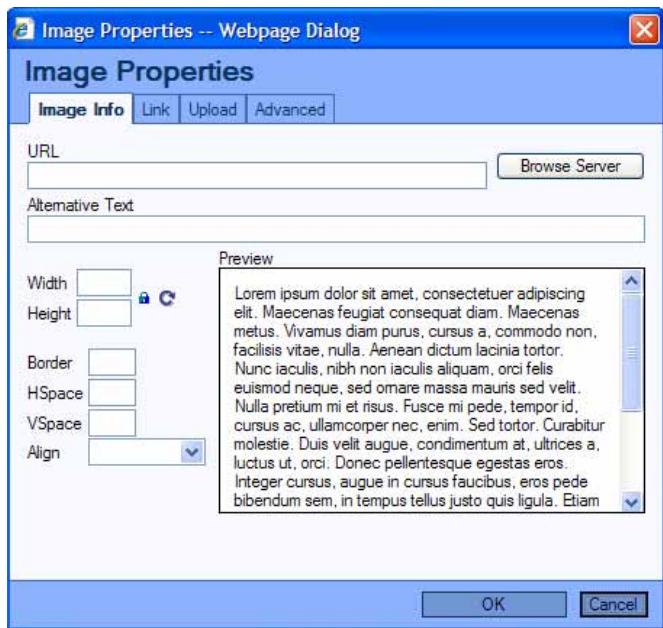 Image Properties -- Webpage Dialog
Image Properties
Image Info Link Upload Advanced
URL
Browse Server
Alternative Text
Preview
Width
Height
Border
HSpace
VSpace
Align
Lorem ipsum dolor sit amet, consectetuer adipiscing
elit. Maecenas feugiat consequat diam. Maecenas
metus. Vivamus diam purus, cursus a, commodo non,
facilisis vitae, nulla. Aenean dictum lacinia tortor.
Nunc iaculis, nibh non iaculis aliquam, orci felis
euismod neque, sed ornare massa mauris sed velit.
Nulla pretium mi et risus. Fusce mi pede, tempor id,
cursus ac, ullamcorper nec, enim. Sed tortor. Curabitur
molestie. Duis velit augue, condimentum at, ultrices a,
luctus ut, orci. Donec pellentesque egestas eros.
Integer cursus, augue in cursus faucibus, eros pede
bibendum sem, in tempus tellus justo quis ligula. Etiam
OK Cancel